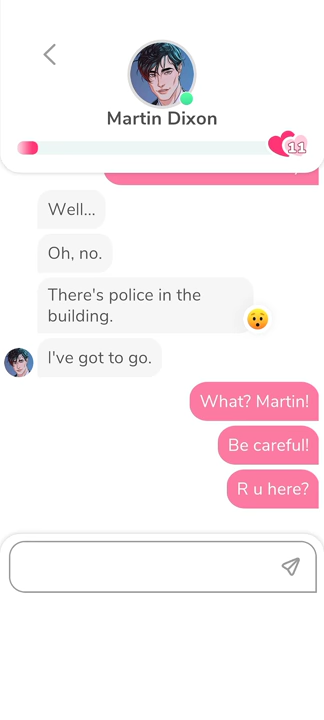 Martin Dixon
11
Well...
Oh, no.
There's police in the
building.
I've got to go.
What? Martin!
Be careful!
R u here?